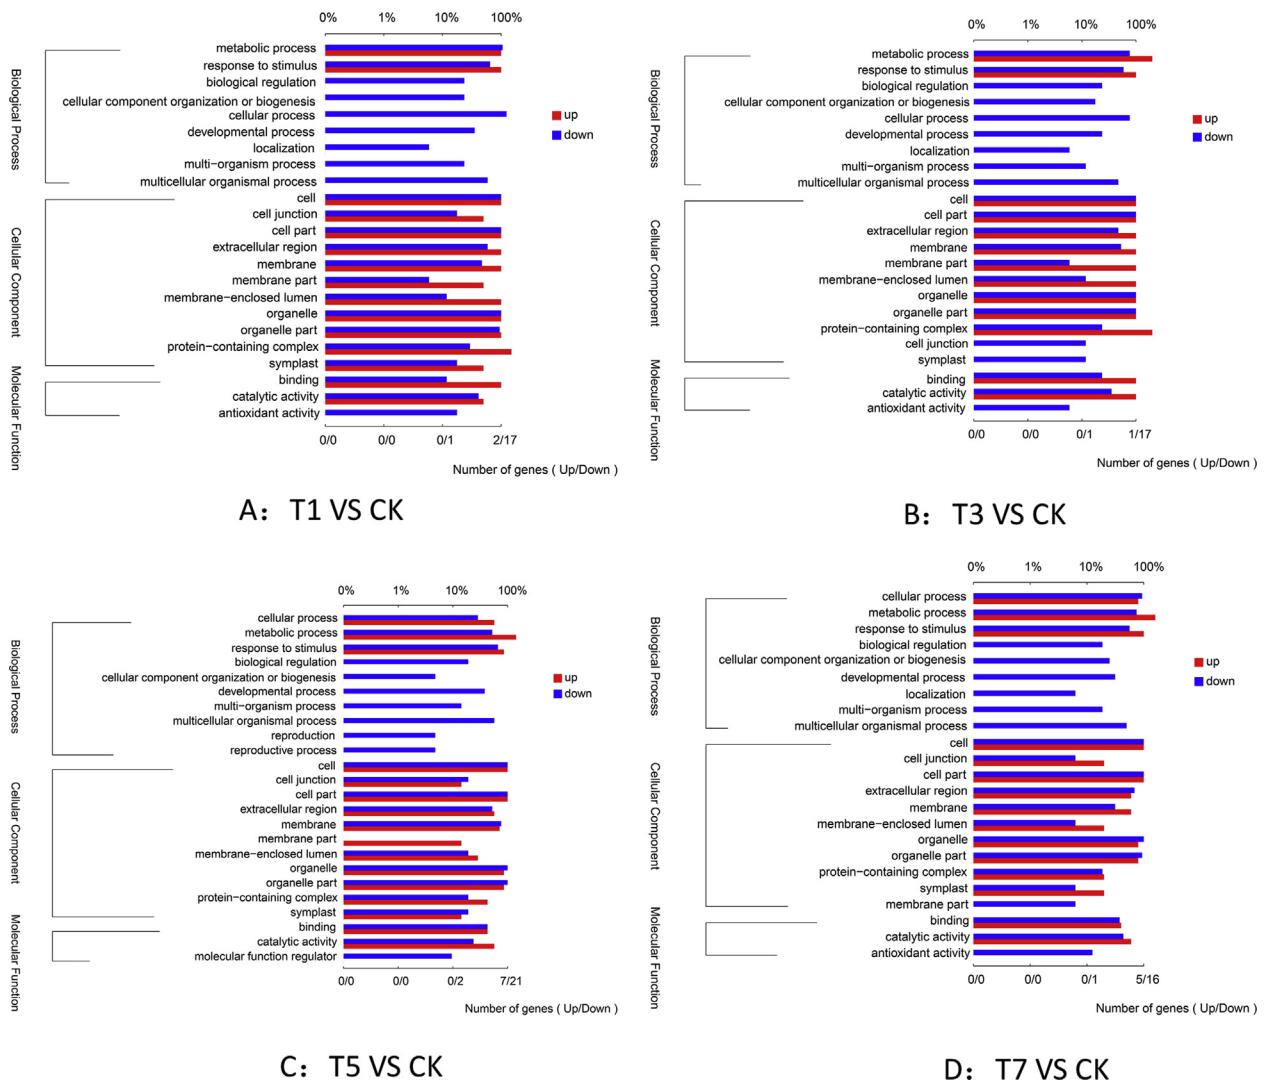 0% 1% 10% 100%
metabolic process
response to stimulus
biological regulation
cellular component organization or biogenesis
cellular process
developmental process
localization
multi−organism process
multicellular organismal process
cell
cell junction
cell part
extracellular region
membrane
membrane part
membrane−enclosed lumen
organelle
organelle part
protein−containing complex
symplast
binding
catalytic activity
antioxidant activity
Biological Process
Cellular Component
Molecular Function
up
down
0/0 0/0 0/1 2/17
Number of genes ( Up/Down )
A: T1 VS CK
0% 1% 10% 100%
metabolic process
response to stimulus
biological regulation
cellular component organization or biogenesis
cellular process
developmental process
localization
multi−organism process
multicellular organismal process
cell
cell part
extracellular region
membrane
membrane part
membrane−enclosed lumen
organelle
organelle part
protein−containing complex
cell junction
symplast
binding
catalytic activity
antioxidant activity
Biological Process
Cellular Component
Molecular Function
up
down
0/0 0/0 0/1 1/17
Number of genes ( Up/Down )
B: T3 VS CK
0% 1% 10% 100%
cellular process
metabolic process
response to stimulus
biological regulation
cellular component organization or biogenesis
developmental process
multi−organism process
multicellular organismal process
reproduction
reproductive process
cell
cell junction
cell part
extracellular region
membrane
membrane part
membrane−enclosed lumen
organelle
organelle part
protein−containing complex
symplast
binding
catalytic activity
molecular function regulator
Biological Process
Cellular Component
Molecular Function
up
down
0/0 0/0 0/2 7/21
Number of genes ( Up/Down )
C: T5 VS CK
0% 1% 10% 100%
cellular process
metabolic process
response to stimulus
biological regulation
cellular component organization or biogenesis
developmental process
localization
multi−organism process
multicellular organismal process
cell
cell junction
cell part
extracellular region
membrane
membrane−enclosed lumen
organelle
organelle part
protein−containing complex
symplast
membrane part
binding
catalytic activity
antioxidant activity
Biological Process
Cellular Component
Molecular Function
up
down
0/0 0/0 0/1 5/16
Number of genes ( Up/Down )
D: T7 VS CK